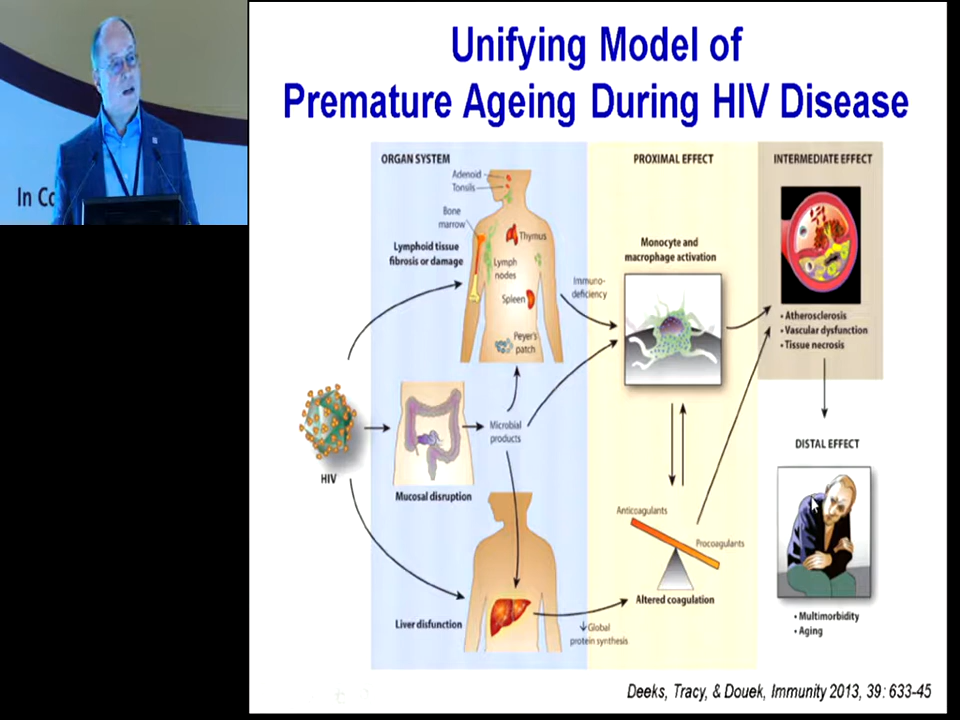 In Co
Unifying Model of
Premature Ageing During HIV Disease
ORGAN SYSTEM
Adenoid
Tonsils
Bone
marrow
Thymus
Lymphoid tissue
fibrosis or damage
Lymph
nodes
Spleen
Peyer's
patch
Immuno-
deficiency
HIV
Mucosal disruption
Microbial
products
Liver disfunction
↓ Global
protein synthesis
PROXIMAL EFFECT
Monocyte and
macrophage activation
Anticoagulants
Procoagulants
Altered coagulation
INTERMEDIATE EFFECT
• Atherosclerosis
• Vascular dysfunction
• Tissue necrosis
DISTAL EFFECT
• Multimorbidity
• Aging
Deeks, Tracy, & Douek, Immunity 2013, 39: 633-45